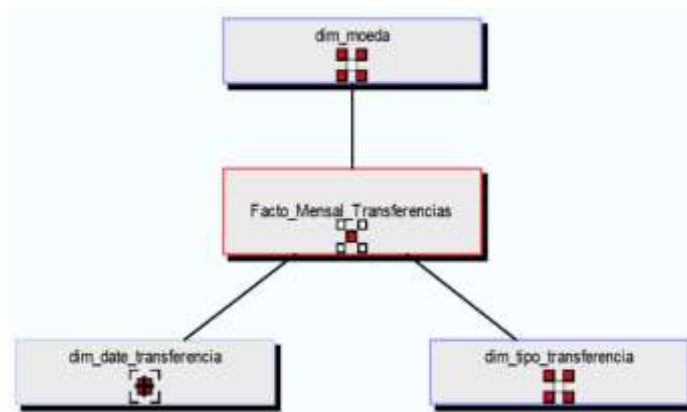 dim_moeda
Facto_Mensal_Transferencias
dim_date_transferencia
dim_tipo_transferencia